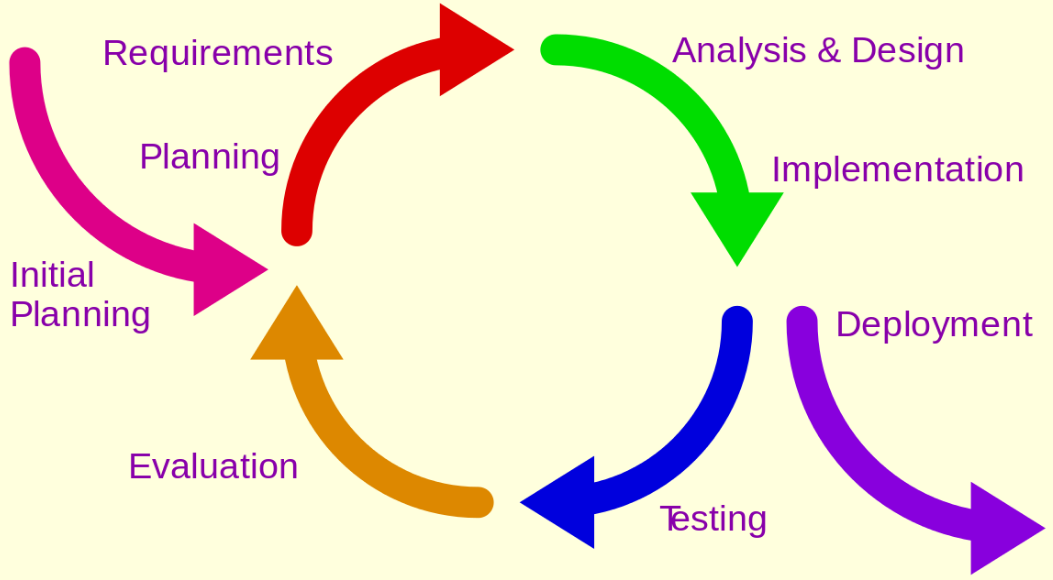 Requirements
Analysis & Design
Planning
Implementation
Initial
Planning
Deployment
Evaluation
Testing